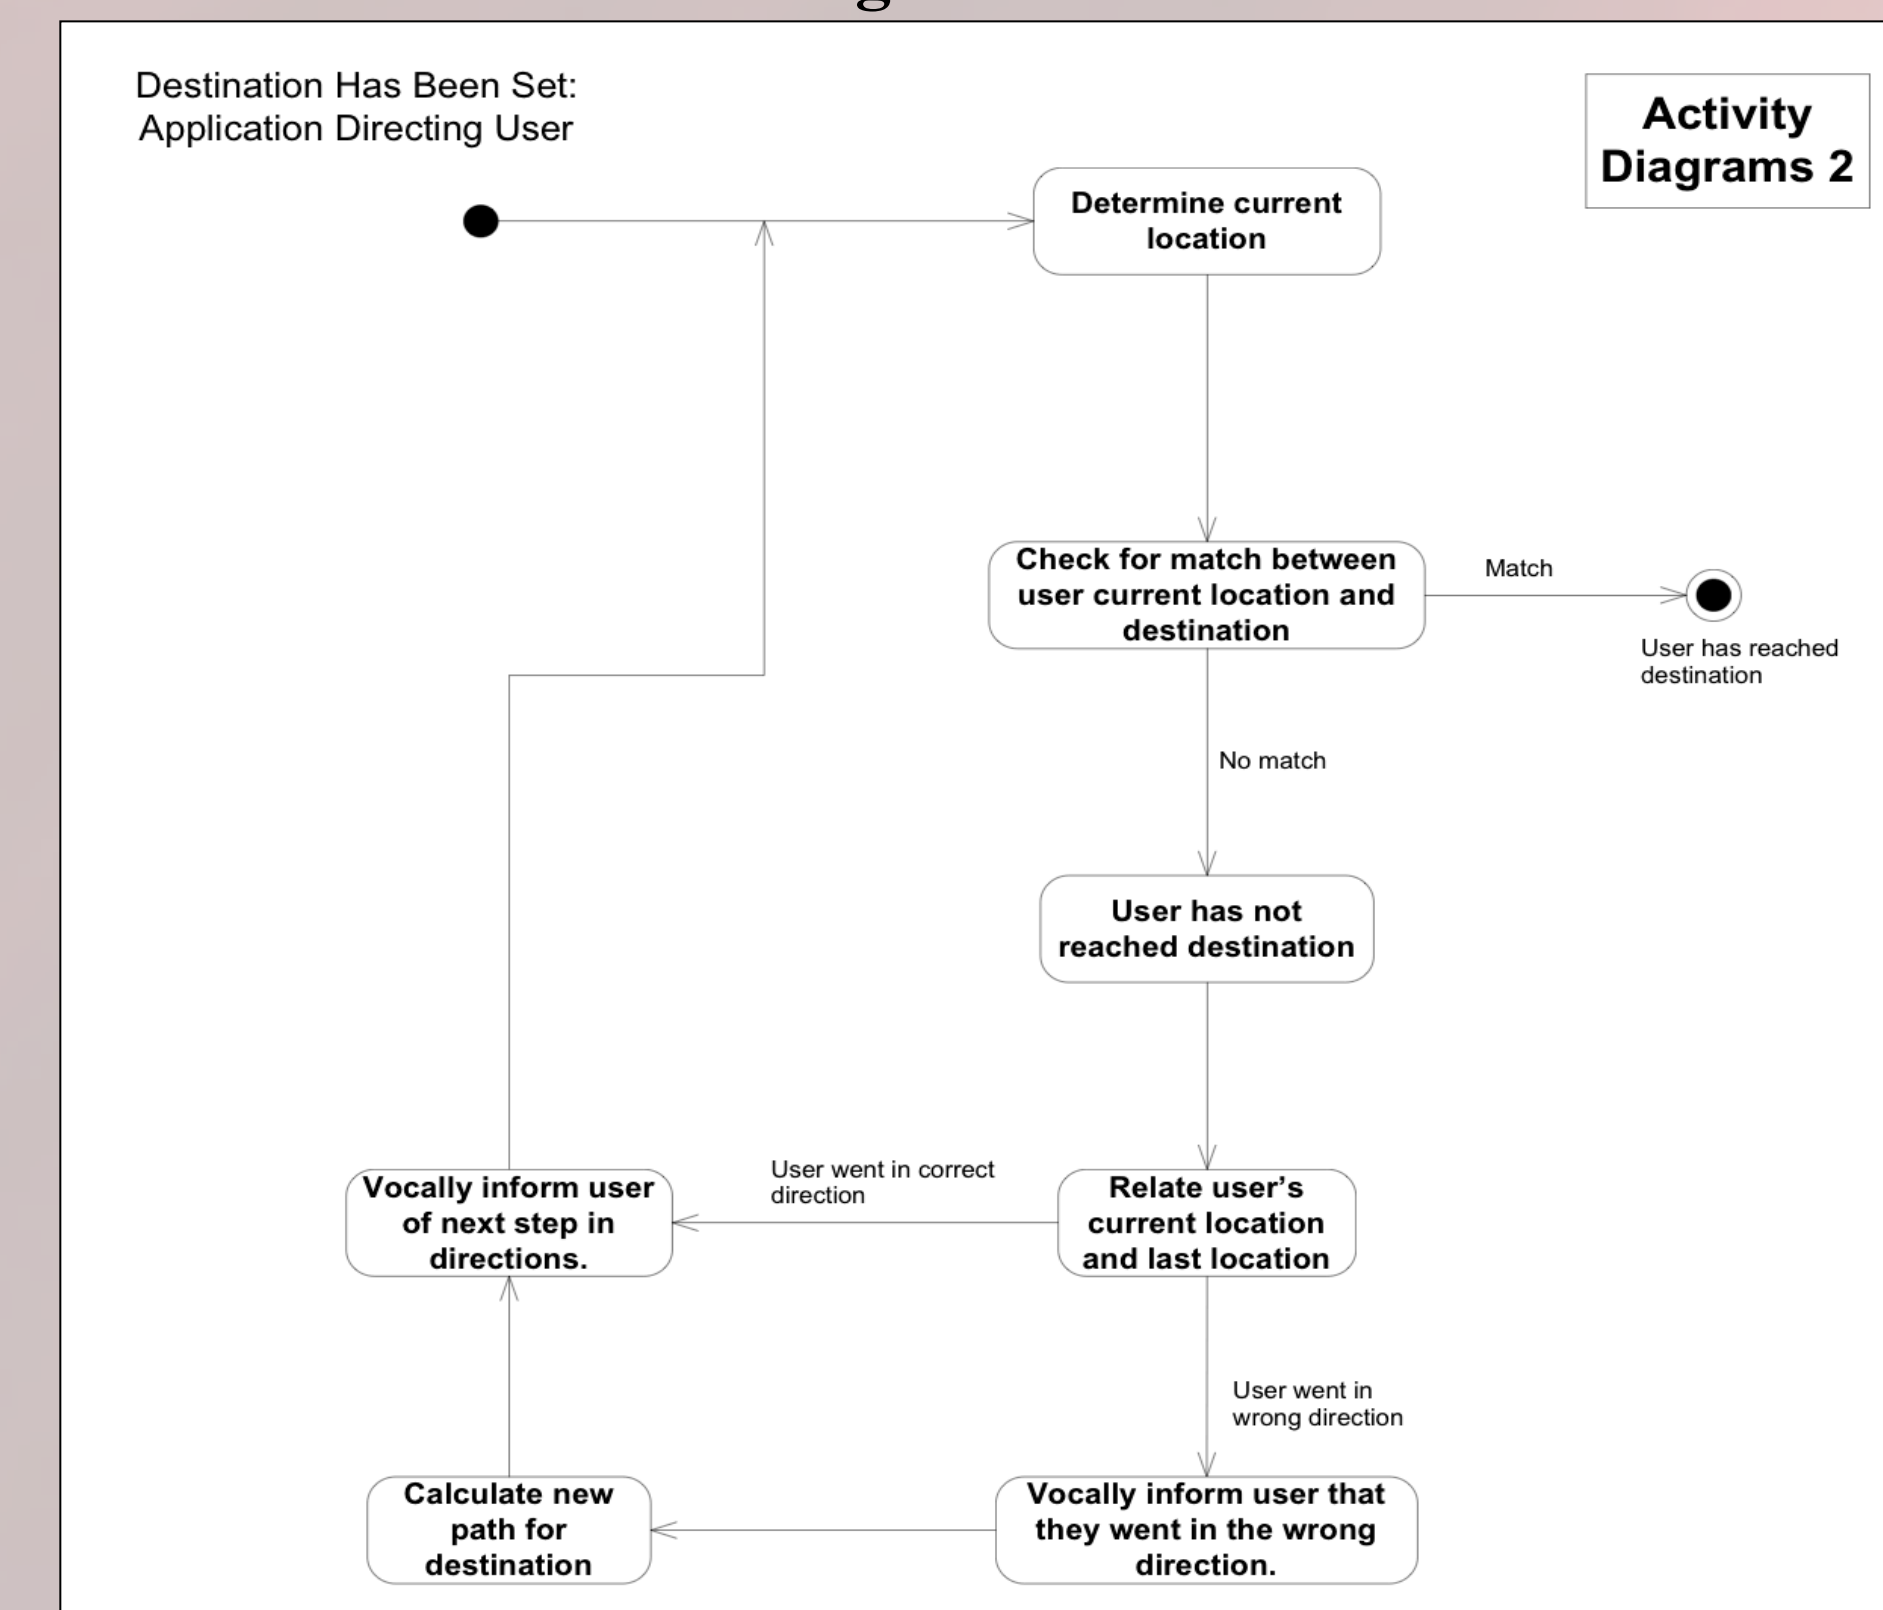 Destination Has Been Set:
Application Directing User
Activity
Diagrams 2
Determine current
location
Check for match between
user current location and
destination
Match
User has reached
destination
No match
User has not
reached destination
Relate user’s
current location
and last location
User went in correct
direction
Vocally inform user
of next step in
directions.
User went in
wrong direction
Vocally inform user that
they went in the wrong
direction.
Calculate new
path for
destination